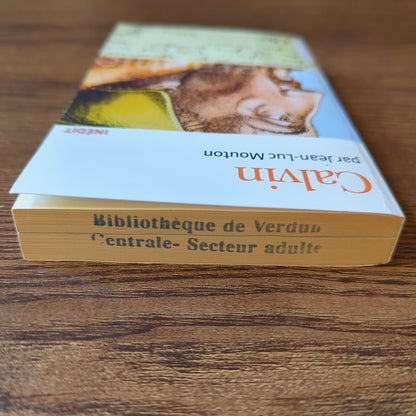 Calvin
par Jean-Luc Mouton
INÉDIT
Bibliothèque de Verdun
Centrale- Secteur adulte